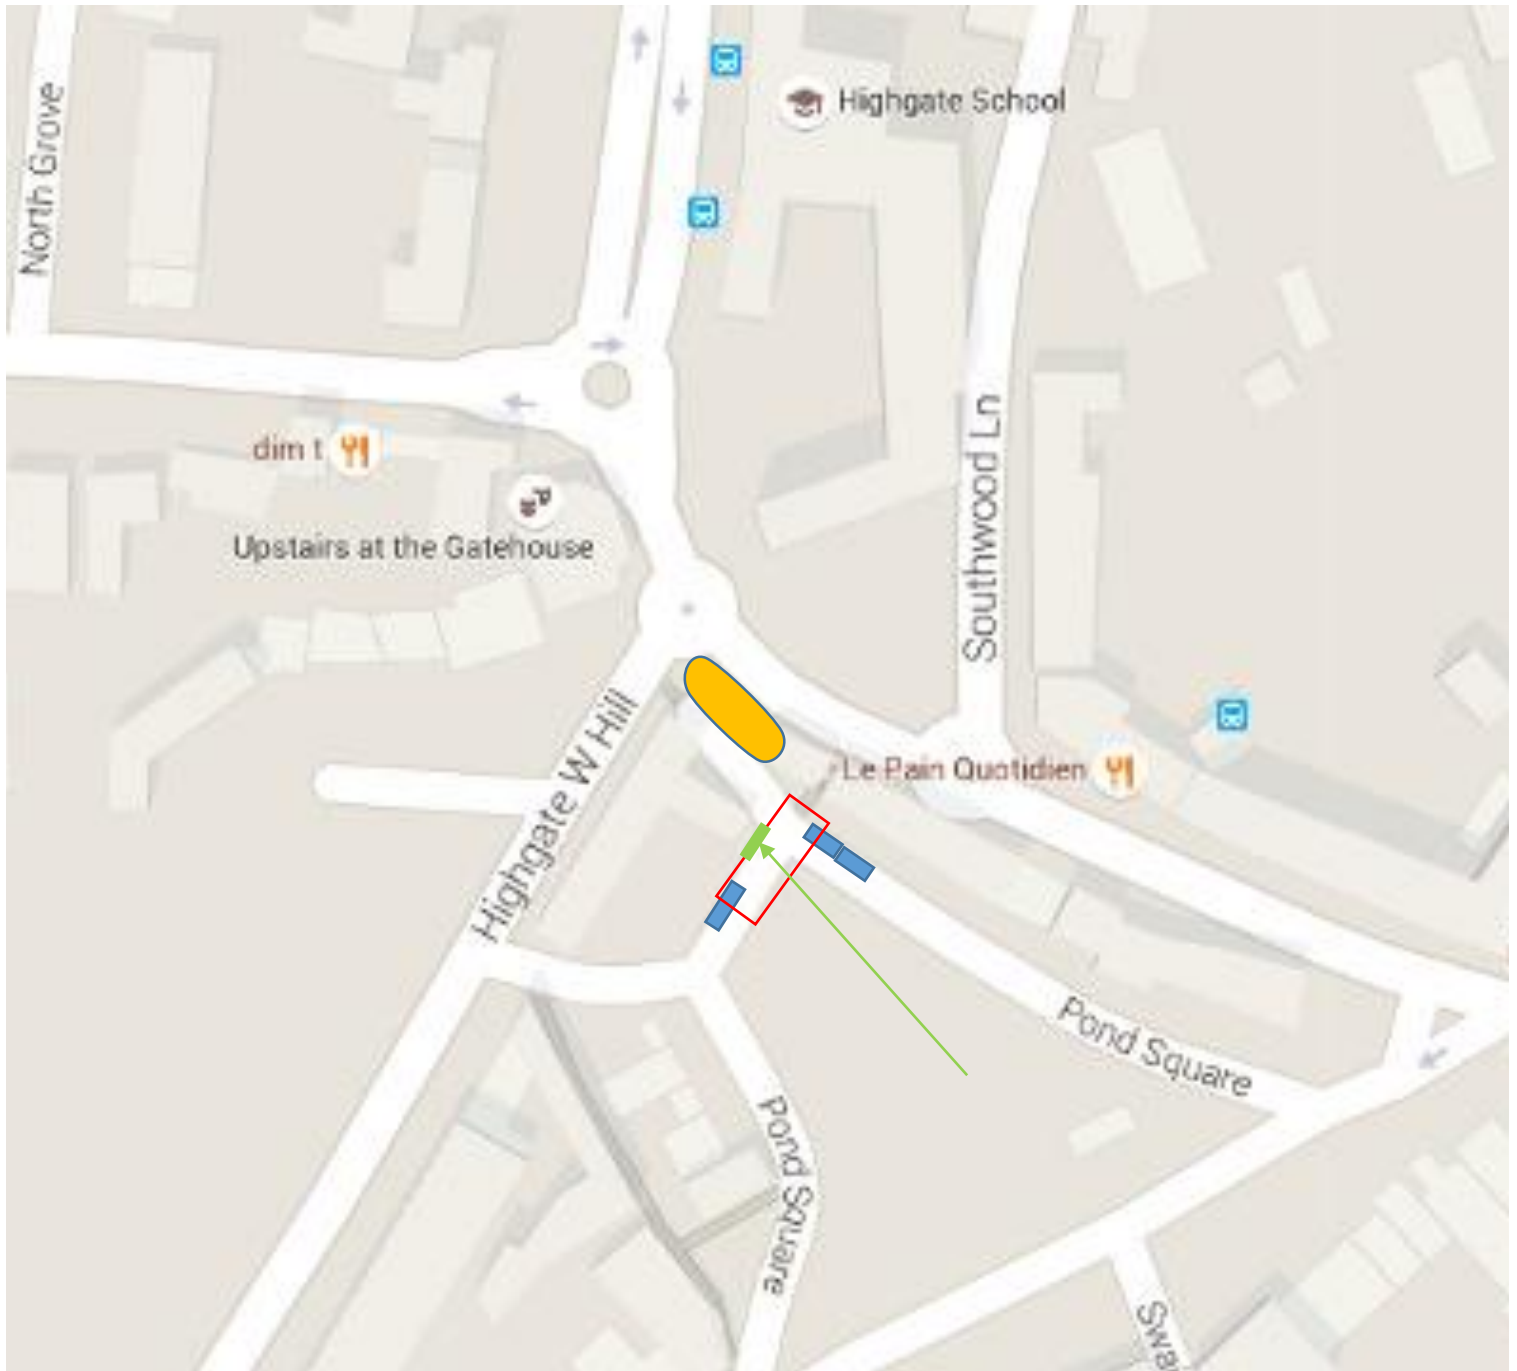 North Grove
Highgate School
dim t
Upstairs at the Gatehouse
Southwood Ln
Highgate W Hill
Le Pain Quotidien
Pond Square
Pond Square
Swa